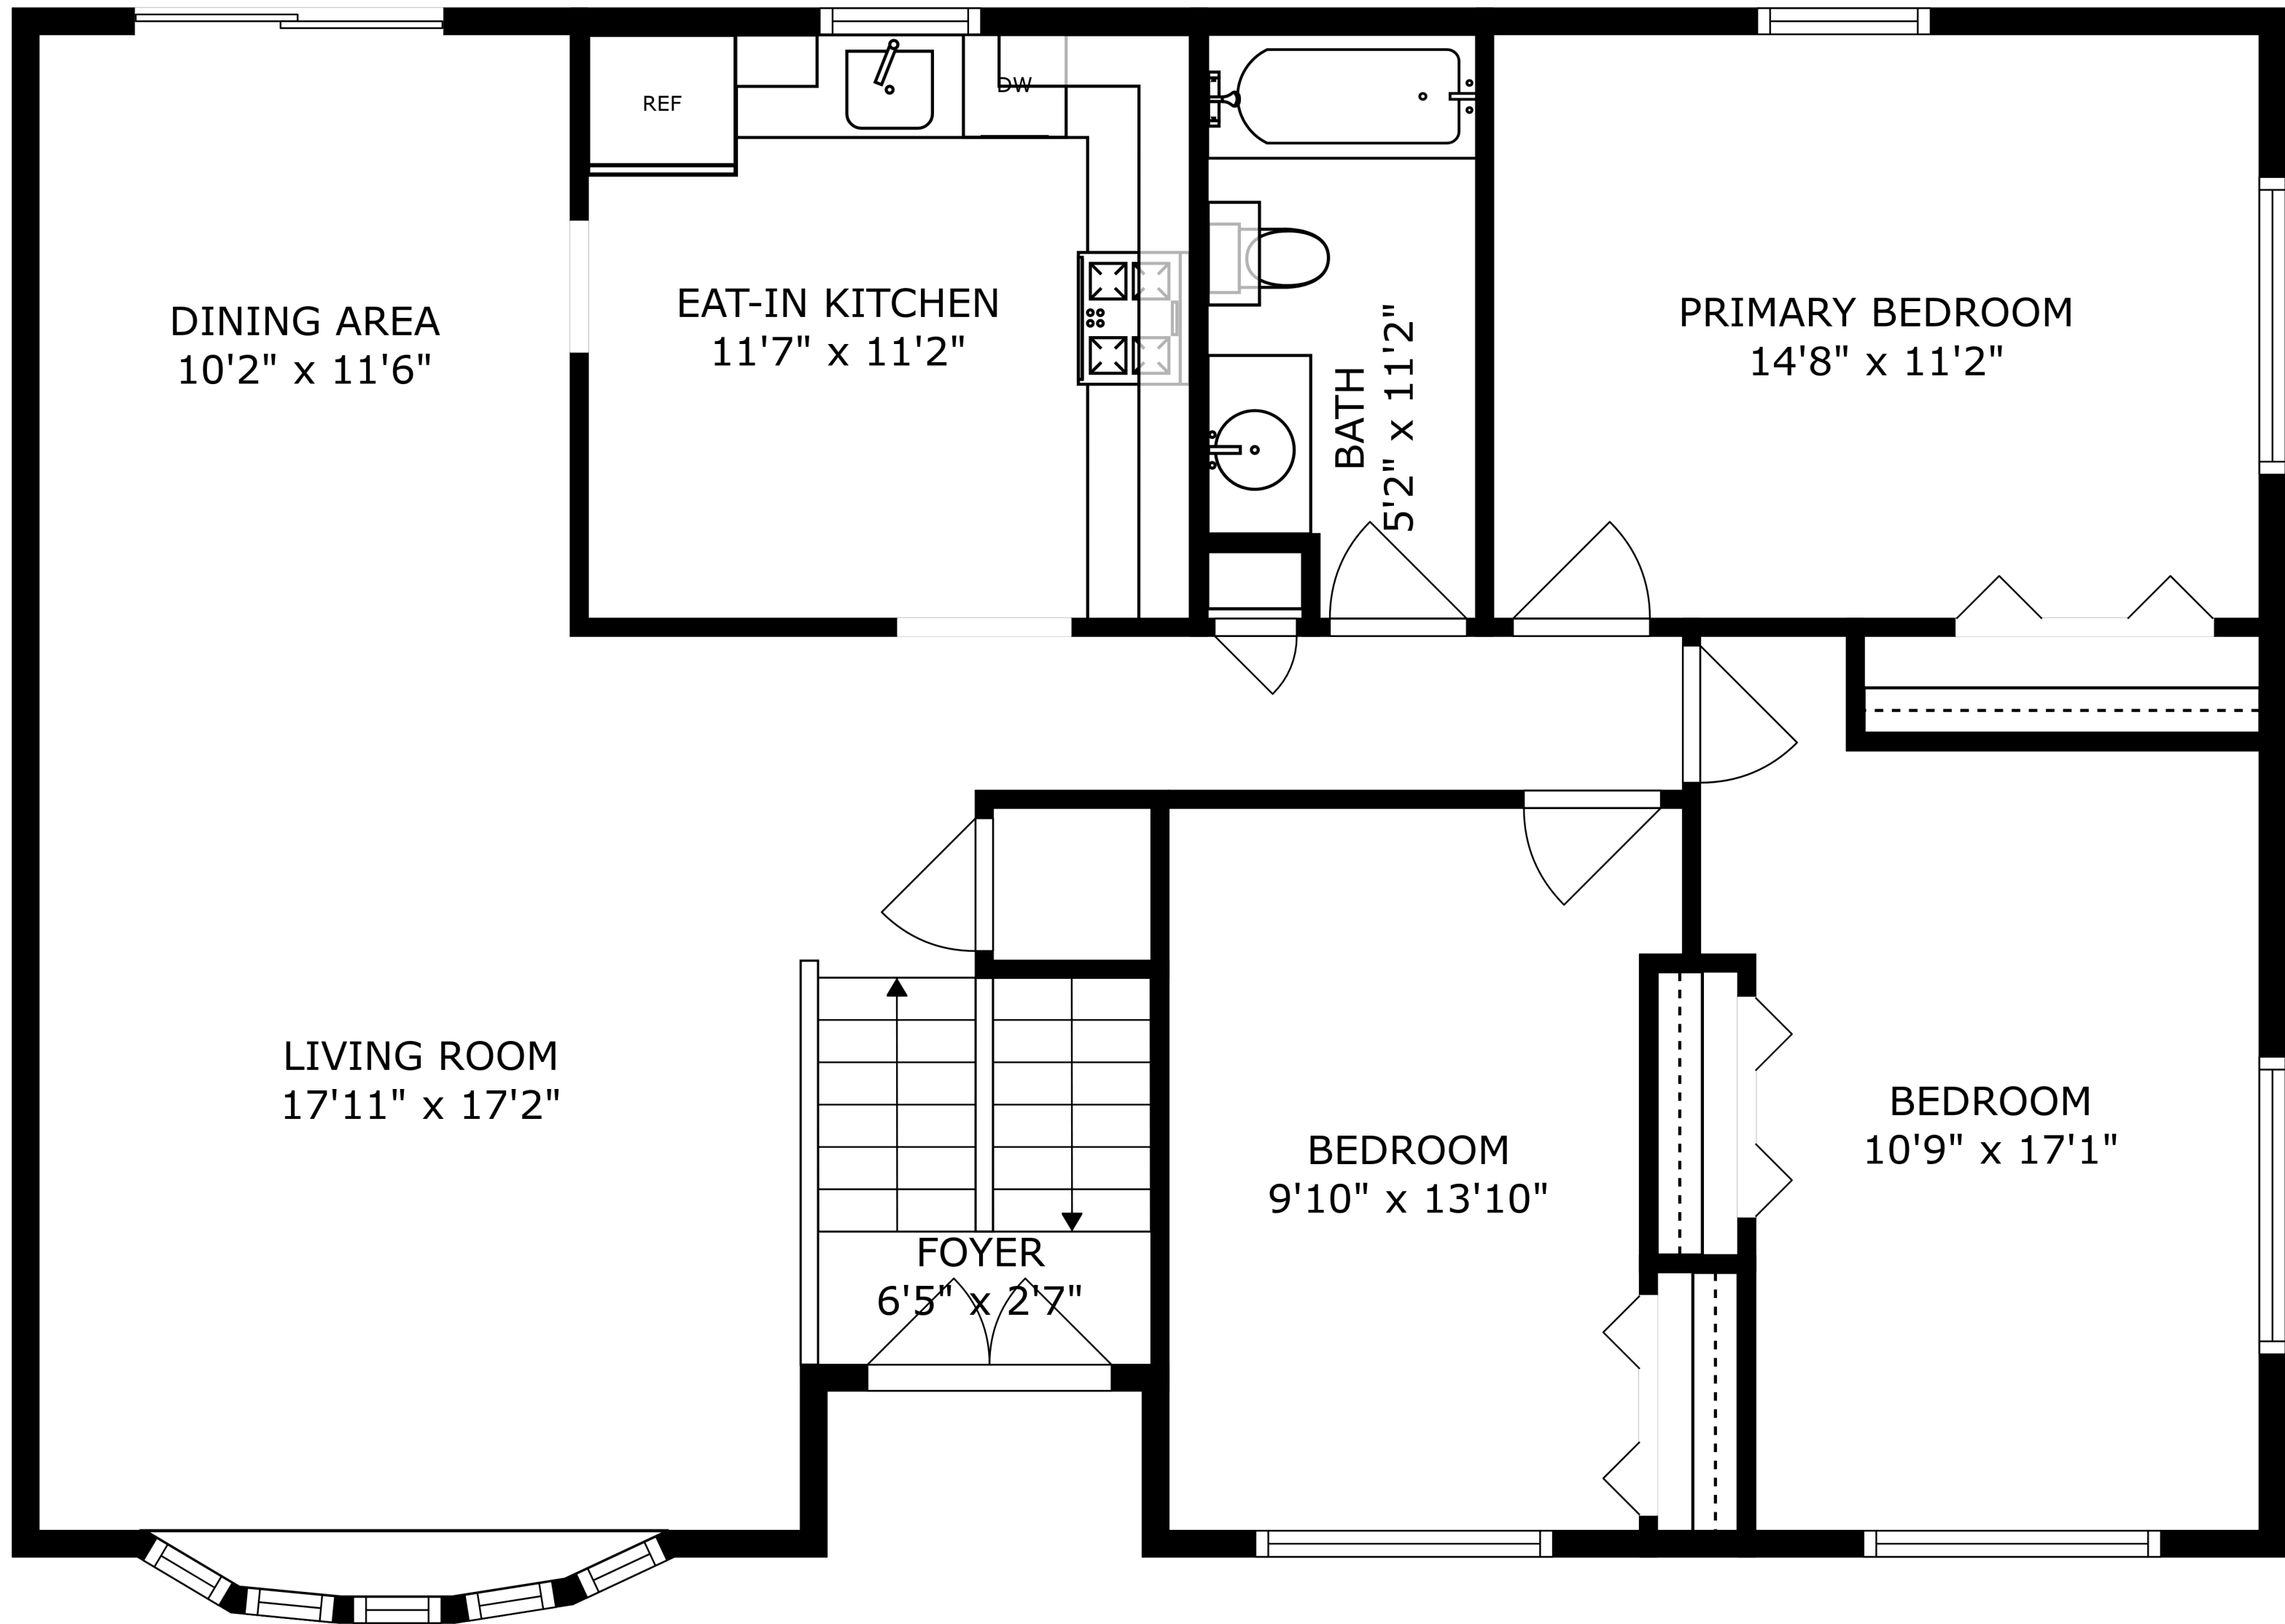 REF
DW
DINING AREA
10'2" x 11'6"
EAT-IN KITCHEN
11'7" x 11'2"
BATH
5'2" x 11'2"
PRIMARY BEDROOM
14'8" x 11'2"
LIVING ROOM
17'11" x 17'2"
FOYER
6'5" x 2'7"
BEDROOM
9'10" x 13'10"
BEDROOM
10'9" x 17'1"